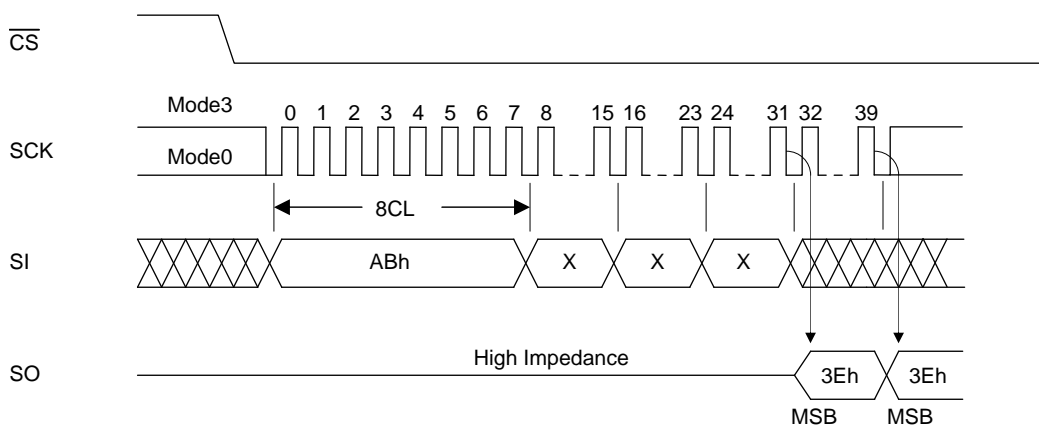 CS
Mode3
0 1 2 3 4 5 6 7 8 15 16 23 24 31 32 39
SCK
Mode0
8CL
SI
ABh X X X
High Impedance
SO
3Eh 3Eh
MSB MSB